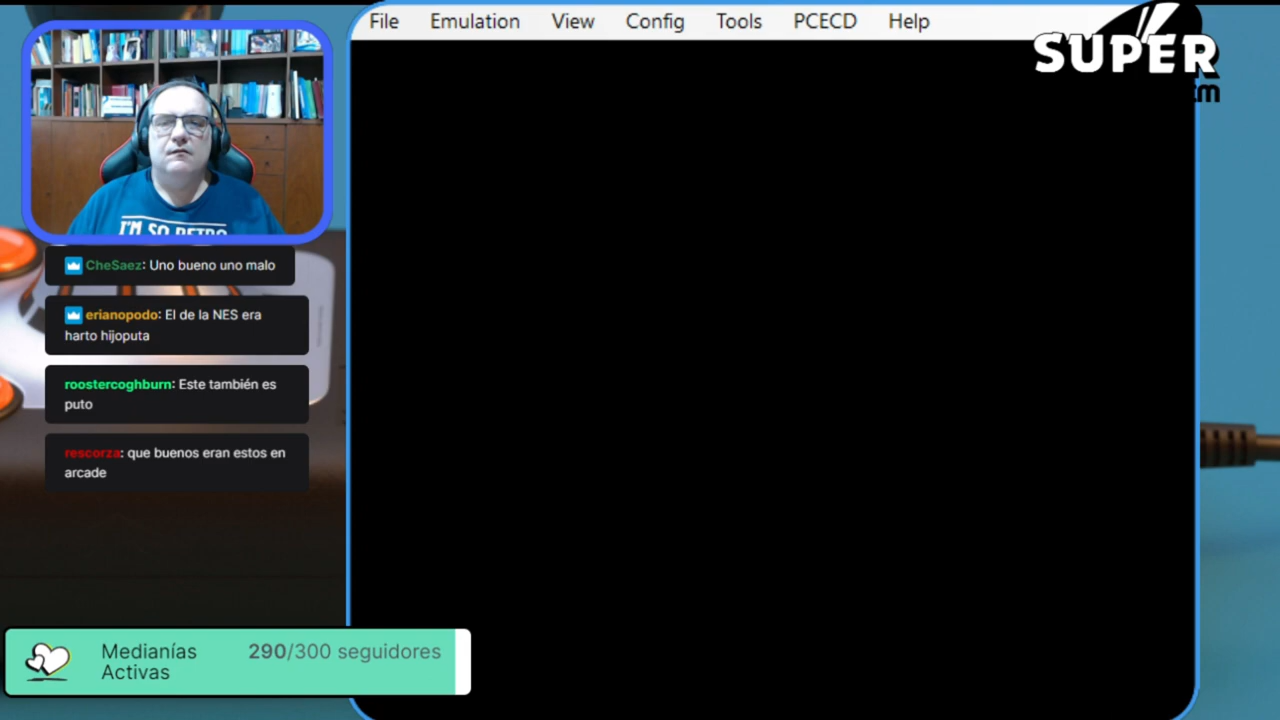 File Emulation View Config Tools PCECD Help
SUPER
I'M SO RETRO
CheSaez: Uno bueno uno malo
erianopodo: El de la NES era
harto hijoputa
roostercoghburn: Este también es
puto
rescorza: que buenos eran estos en
arcade
Medianías
Activas
290/300 seguidores